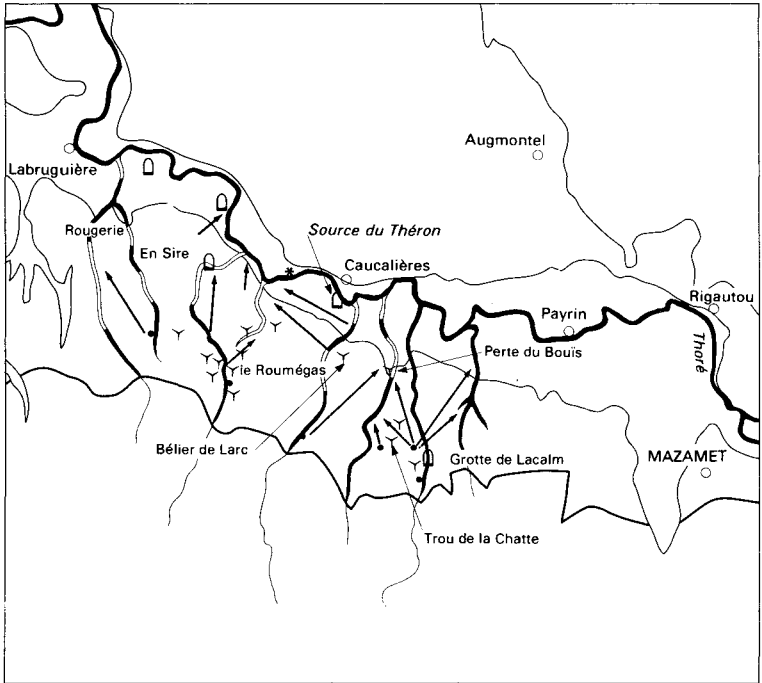 Augmontel
Labruguière
Rougerie
Source du Théron
En Sire
Caucalières
Rigautou
Payrin
Thoré
Perte du Bouïs
ie Roumégas
Bélier de Larc
Grotte de Lacalm
MAZAMET
Trou de la Chatte